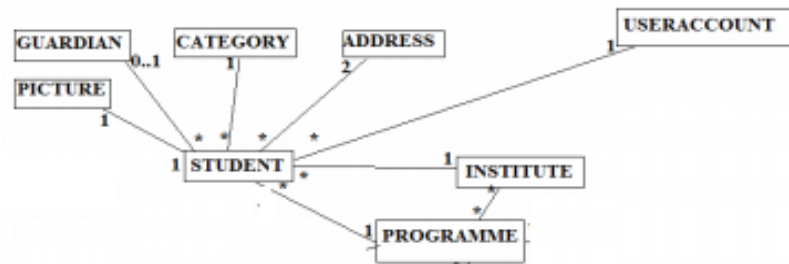 USERACCOUNT
GUARDIAN
CATEGORY
ADDRESS
0..1
1
2
1
PICTURE
1
*
*
*
*
1
STUDENT
*
1
INSTITUTE
*
*
*
1
PROGRAMME